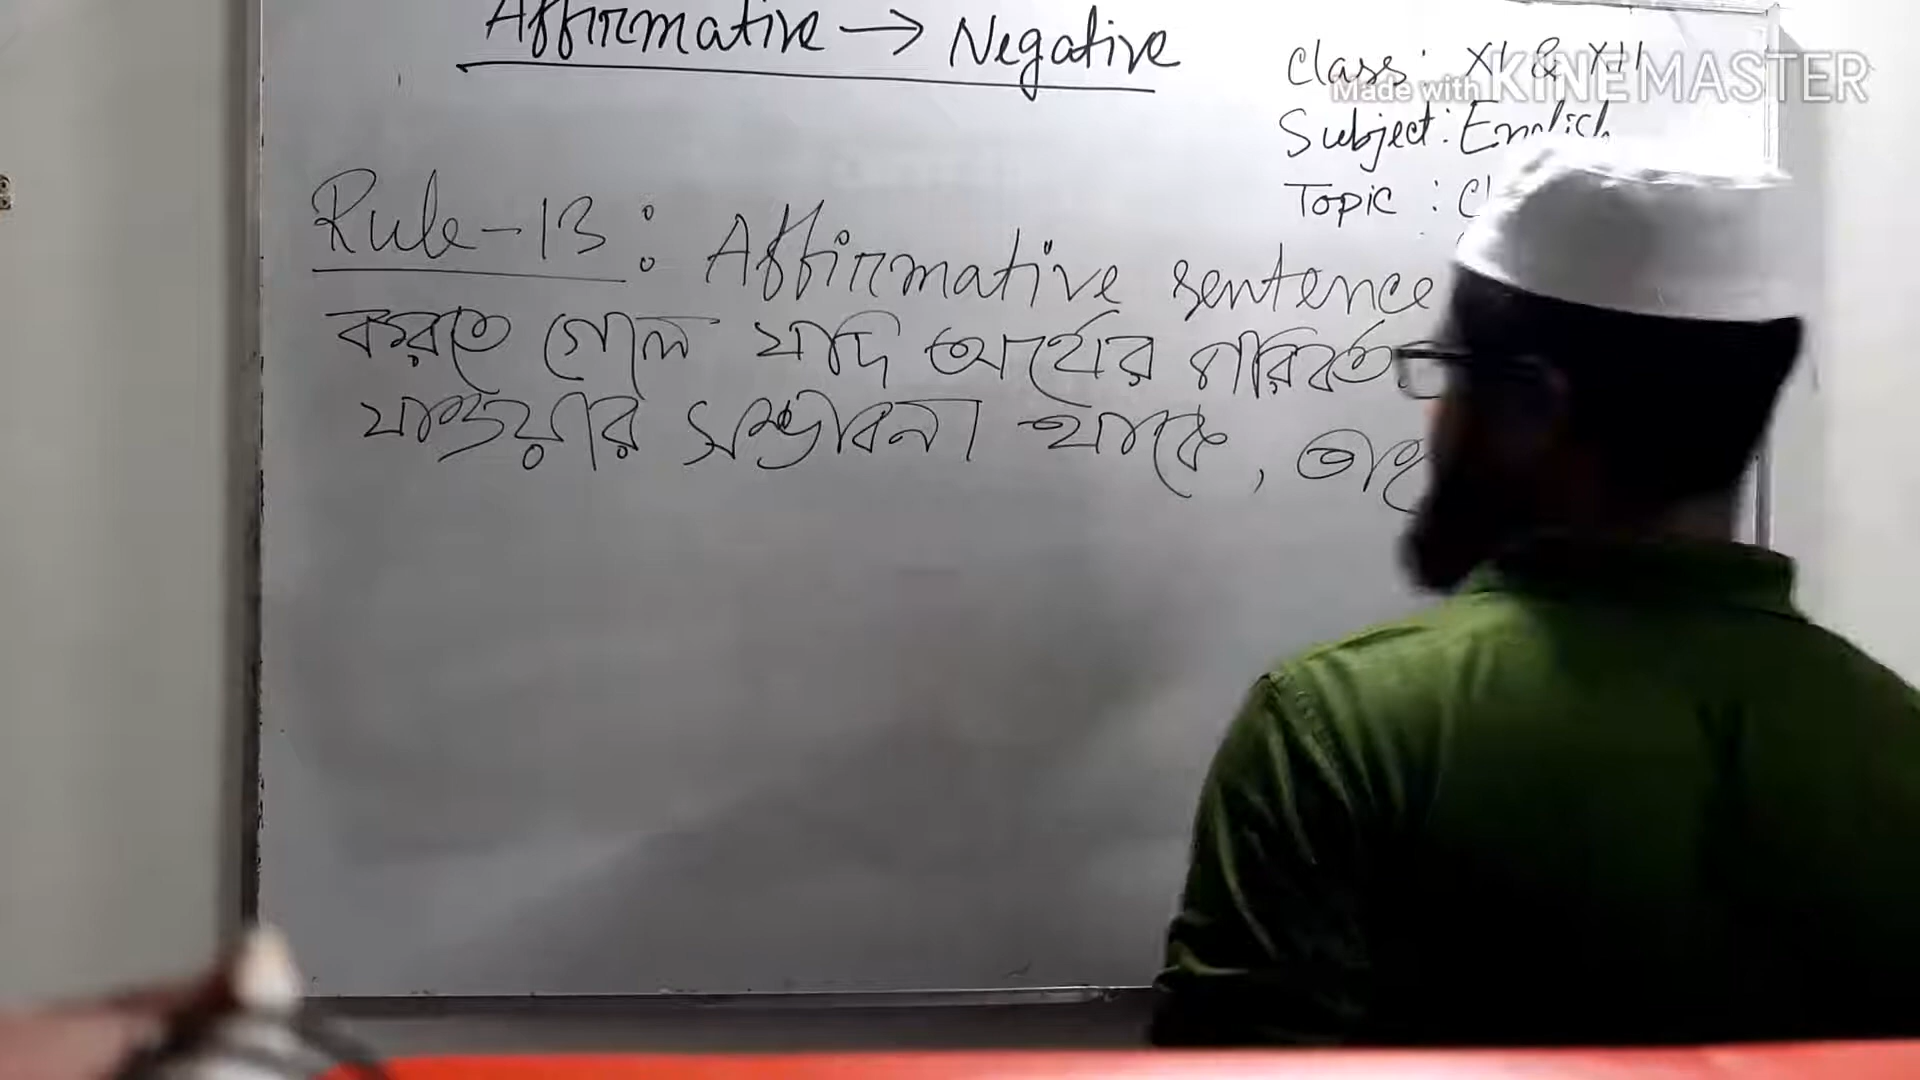 Affirmative → Negative
Class: XI & XII
Made with KINEMASTER
Subject: English
Topic :
Rule-13: Affirmative sentence
করতে গেলে যদি অর্থের পরিবর্তন
যাওয়ার সম্ভাবনা থাকে,